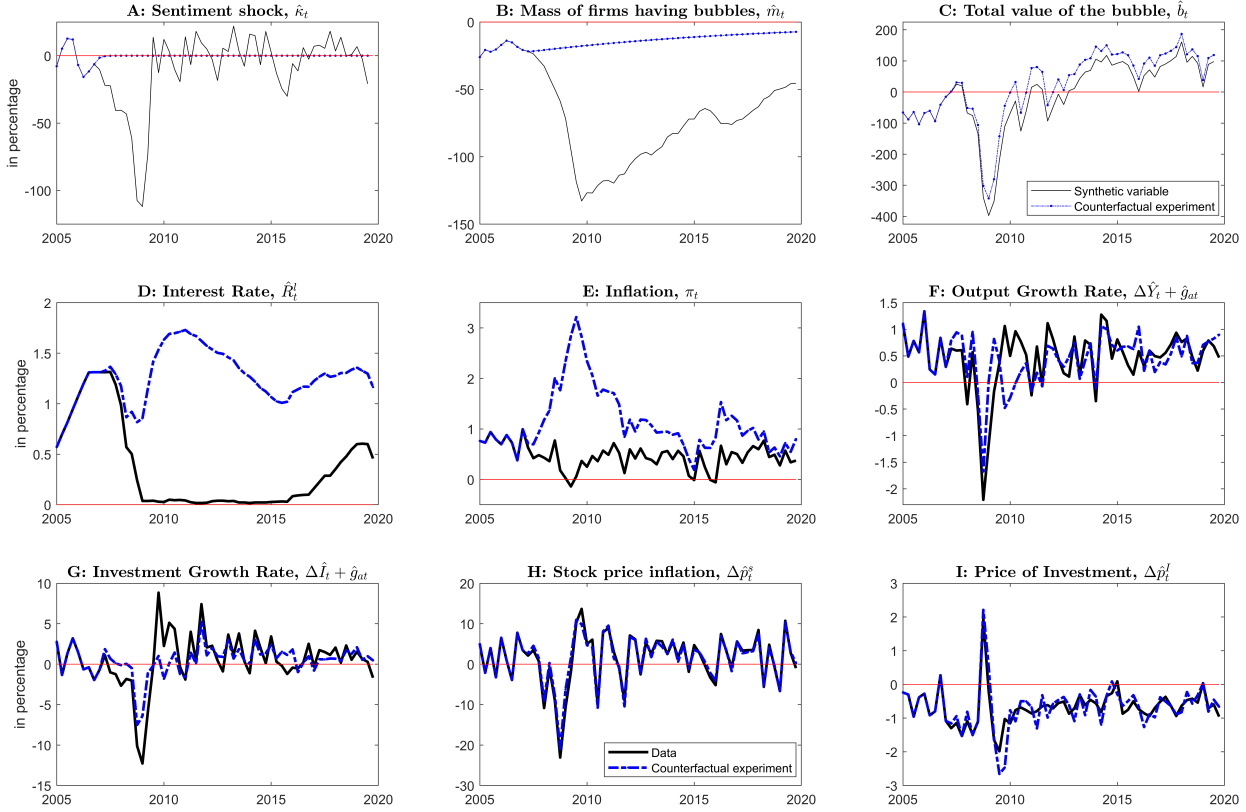 A: Sentiment shock, κ̂ₜ
B: Mass of firms having bubbles, m̂ₜ
C: Total value of the bubble, b̂ₜ
in percentage
0
-50
-100
2005 2010 2015 2020
0
-50
-100
-150
2005 2010 2015 2020
200
100
0
-100
-200
-300
-400
2005 2010 2015 2020
Synthetic variable
Counterfactual experiment
D: Interest Rate, R̂ₜˡ
E: Inflation, πₜ
F: Output Growth Rate, ΔŶₜ + ĝₐₜ
in percentage
2
1.5
1
0.5
0
2005 2010 2015 2020
3
2
1
0
2005 2010 2015 2020
1.5
1
0.5
0
-0.5
-1
-1.5
-2
2005 2010 2015 2020
G: Investment Growth Rate, ΔÎₜ + ĝₐₜ
H: Stock price inflation, Δp̂ₜˢ
I: Price of Investment, Δp̂ₜᴵ
in percentage
10
5
0
-5
-10
-15
2005 2010 2015 2020
20
10
0
-10
-20
-30
2005 2010 2015 2020
Data
Counterfactual experiment
3
2
1
0
-1
-2
-3
2005 2010 2015 2020